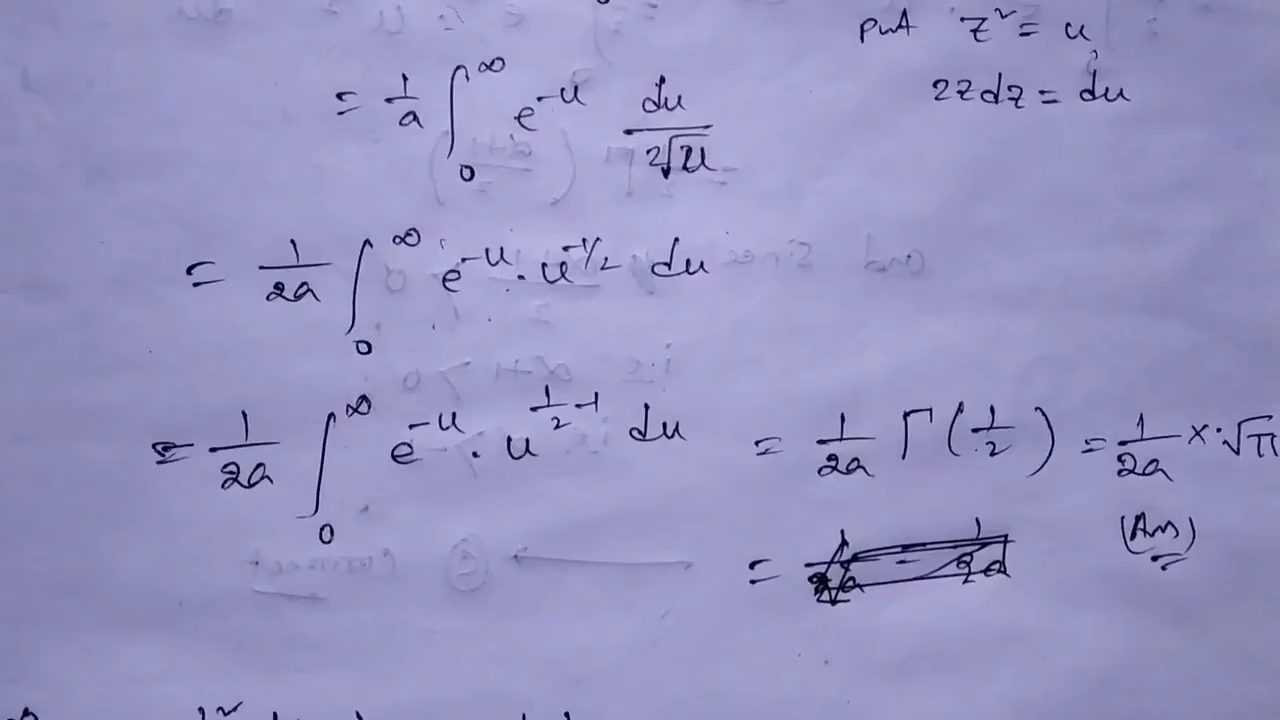 put z² = u,
2z dz = du
= 1/a ∫₀^∞ e^{-u} du/(2√u)
= 1/(2a) ∫₀^∞ e^{-u} · u^{-1/2} du
= 1/(2a) ∫₀^∞ e^{-u} · u^{1/2 - 1} du = 1/(2a) Γ(1/2) = 1/(2a) × √π
(Ans)
=